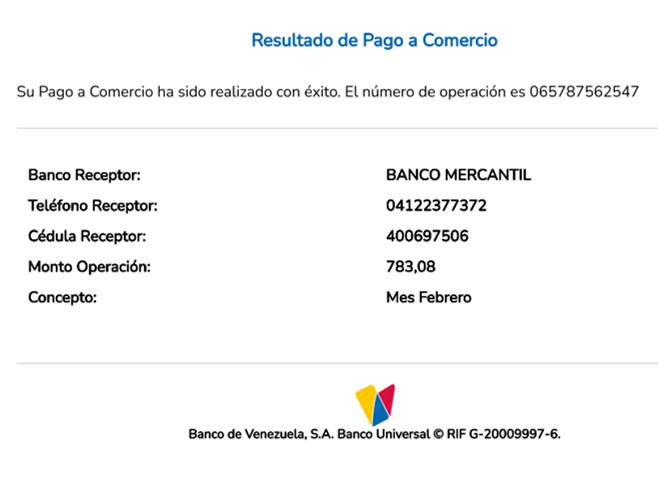 Resultado de Pago a Comercio
Su Pago a Comercio ha sido realizado con éxito. El número de operación es 065787562547
Banco Receptor: BANCO MERCANTIL
Teléfono Receptor: 04122377372
Cédula Receptor: 400697506
Monto Operación: 783,08
Concepto: Mes Febrero
Banco de Venezuela, S.A. Banco Universal © RIF G-20009997-6.